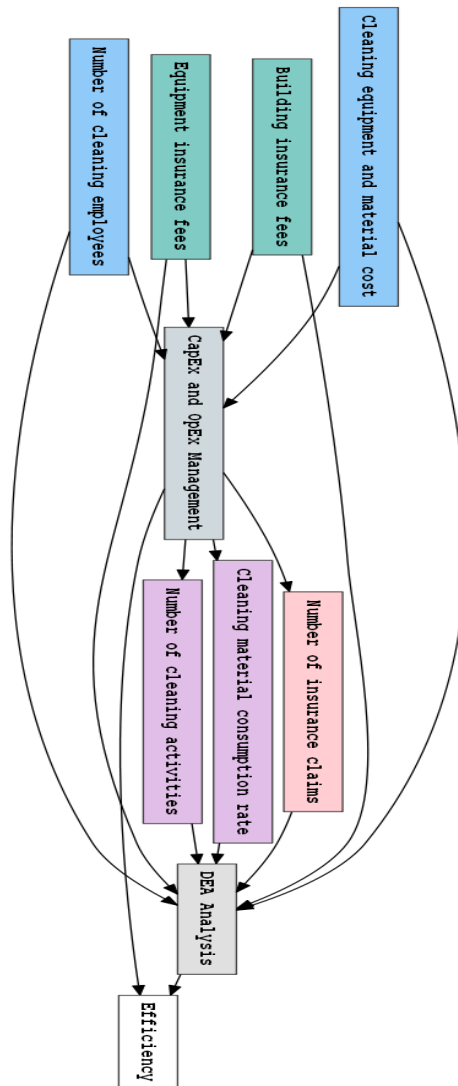 Cleaning equipment and material cost
Building insurance fees
Equipment insurance fees
Number of cleaning employees
CapEx and OpEx Management
Number of insurance claims
Cleaning material consumption rate
Number of cleaning activities
DEA Analysis
Efficiency